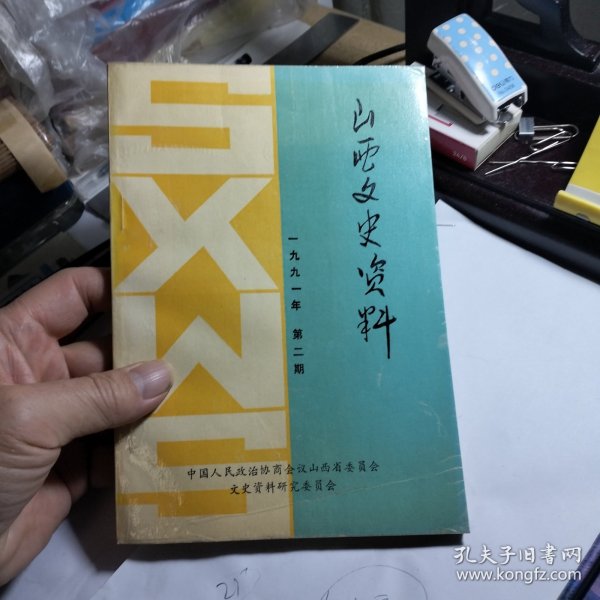 山西文史资料
一九九一年 第二期
SXWS
中国人民政治协商会议山西省委员会
文史资料研究委员会
deli
孔夫子旧书网
www.kongfz.com